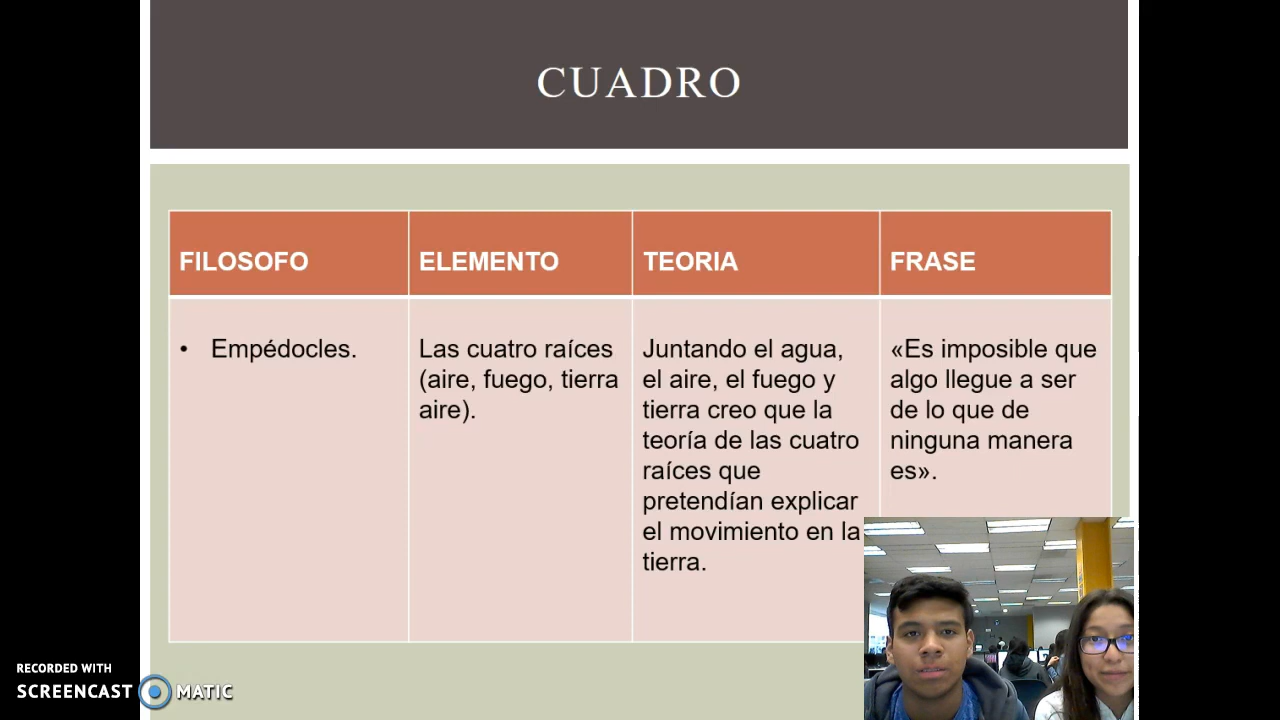 CUADRO
FILOSOFO
ELEMENTO
TEORIA
FRASE
• Empédocles.
Las cuatro raíces
(aire, fuego, tierra
aire).
Juntando el agua,
el aire, el fuego y
tierra creo que la
teoría de las cuatro
raíces que
pretendían explicar
el movimiento en la
tierra.
«Es imposible que
algo llegue a ser
de lo que de
ninguna manera
es».
RECORDED WITH
SCREENCAST MATIC